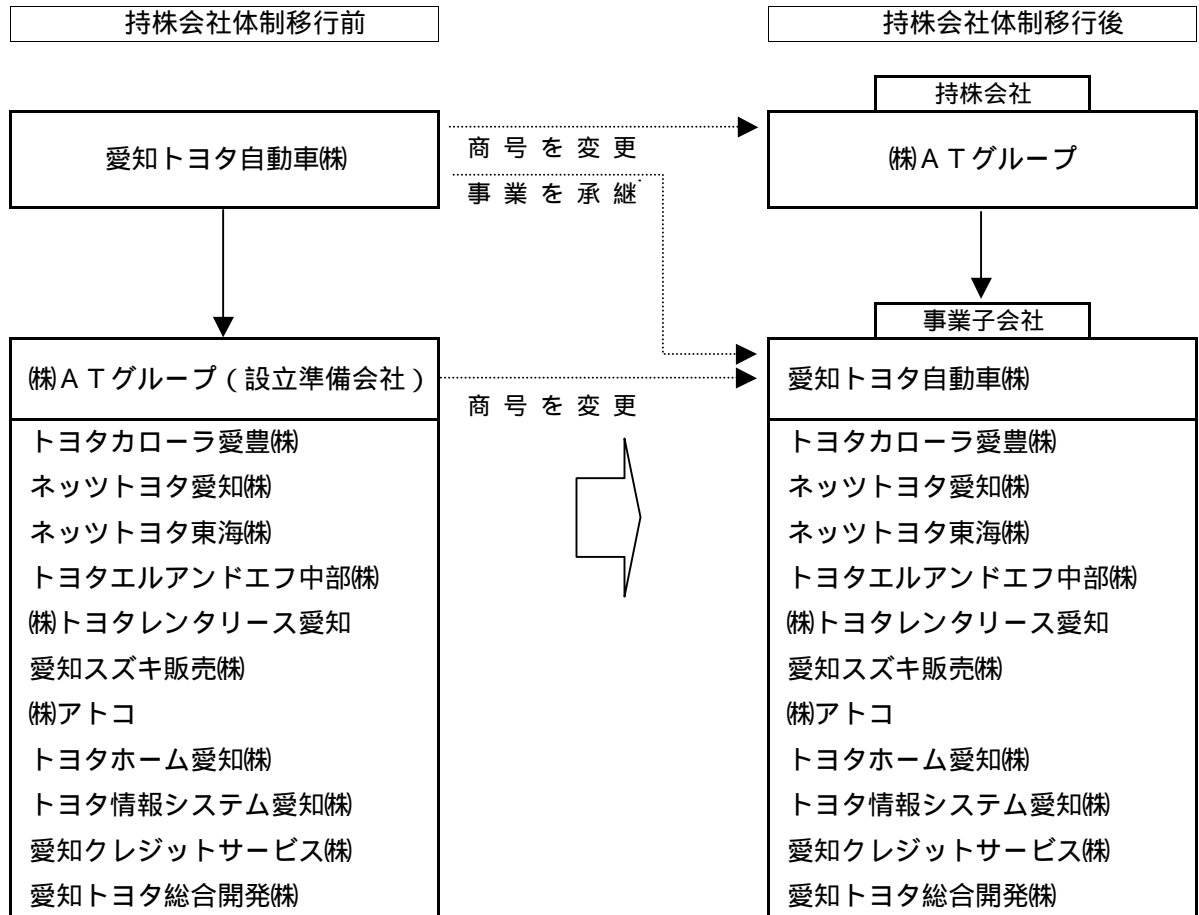 持株会社体制移行前
持株会社体制移行後
持株会社
愛知トヨタ自動車㈱
商号を変更
㈱ＡＴグループ
事業を承継
事業子会社
㈱ＡＴグループ（設立準備会社）
愛知トヨタ自動車㈱
商号を変更
トヨタカローラ愛豊㈱
ネッツトヨタ愛知㈱
ネッツトヨタ東海㈱
トヨタエルアンドエフ中部㈱
㈱トヨタレンタリース愛知
愛知スズキ販売㈱
㈱アトコ
トヨタホーム愛知㈱
トヨタ情報システム愛知㈱
愛知クレジットサービス㈱
愛知トヨタ総合開発㈱
トヨタカローラ愛豊㈱
ネッツトヨタ愛知㈱
ネッツトヨタ東海㈱
トヨタエルアンドエフ中部㈱
㈱トヨタレンタリース愛知
愛知スズキ販売㈱
㈱アトコ
トヨタホーム愛知㈱
トヨタ情報システム愛知㈱
愛知クレジットサービス㈱
愛知トヨタ総合開発㈱